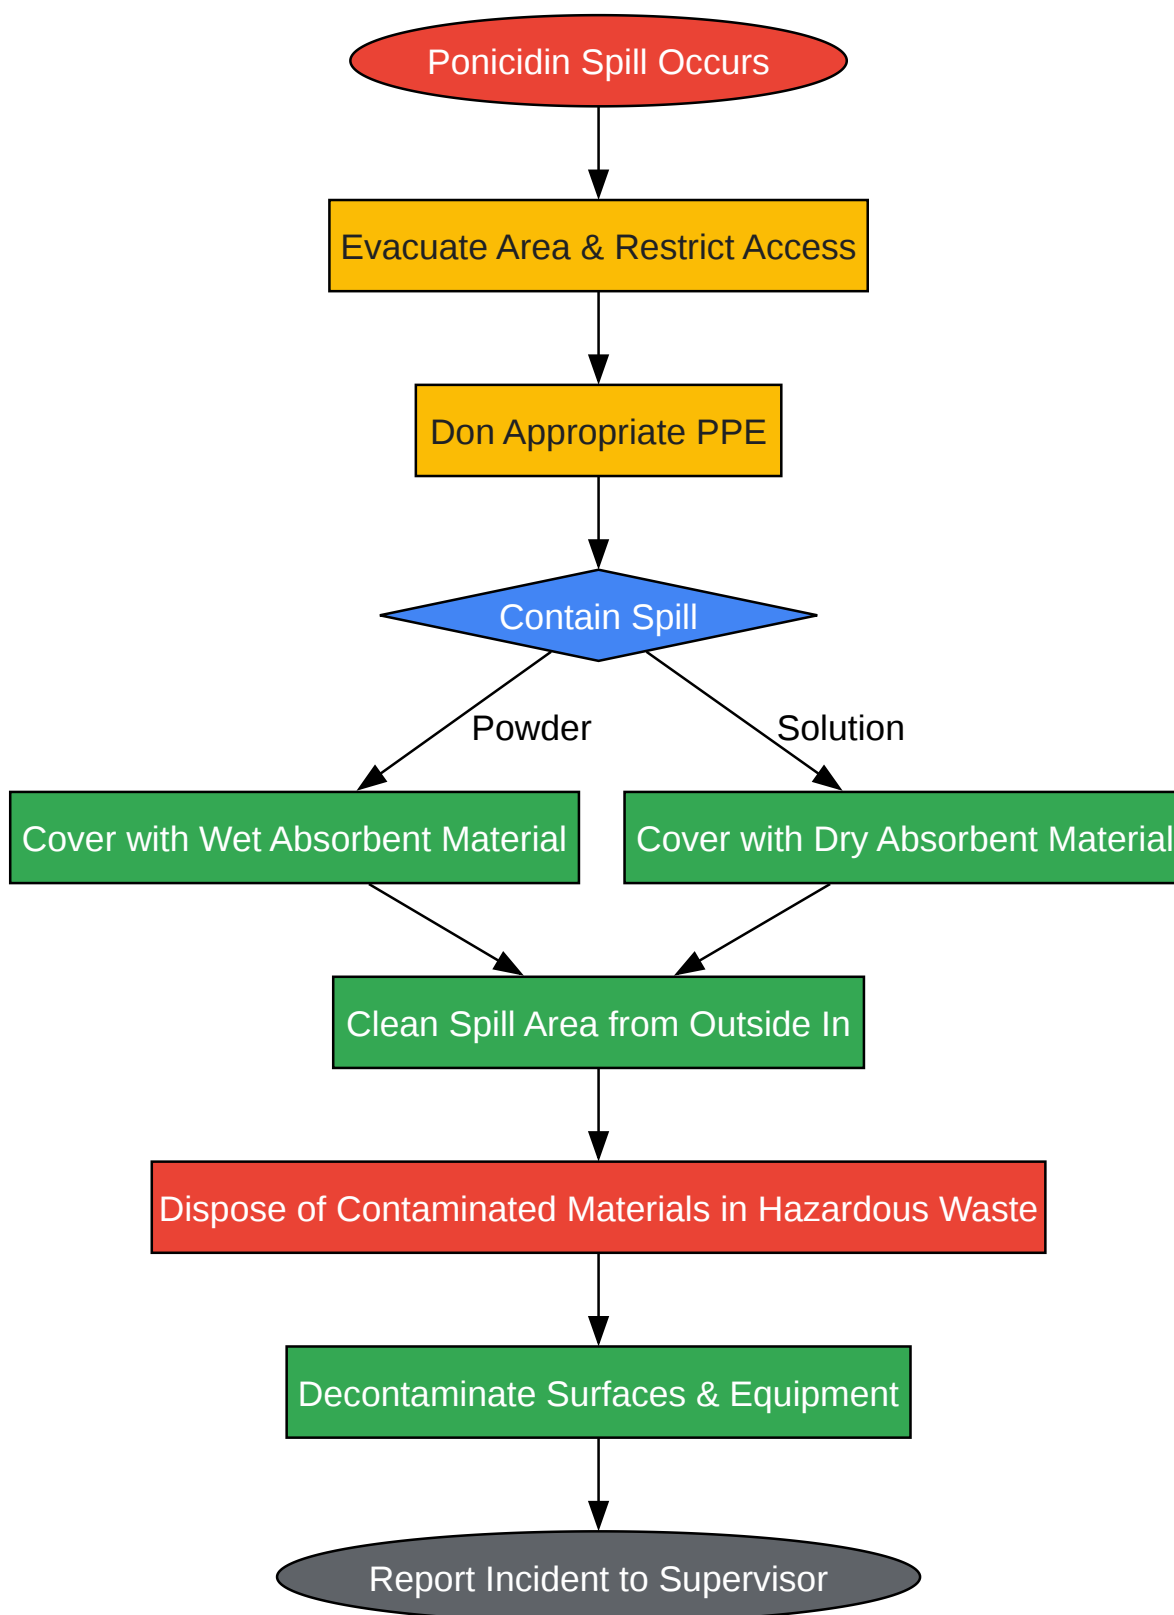 Ponicidin Spill Occurs
Evacuate Area & Restrict Access
Don Appropriate PPE
Contain Spill
Powder
Solution
Cover with Wet Absorbent Material
Cover with Dry Absorbent Material
Clean Spill Area from Outside In
Dispose of Contaminated Materials in Hazardous Waste
Decontaminate Surfaces & Equipment
Report Incident to Supervisor